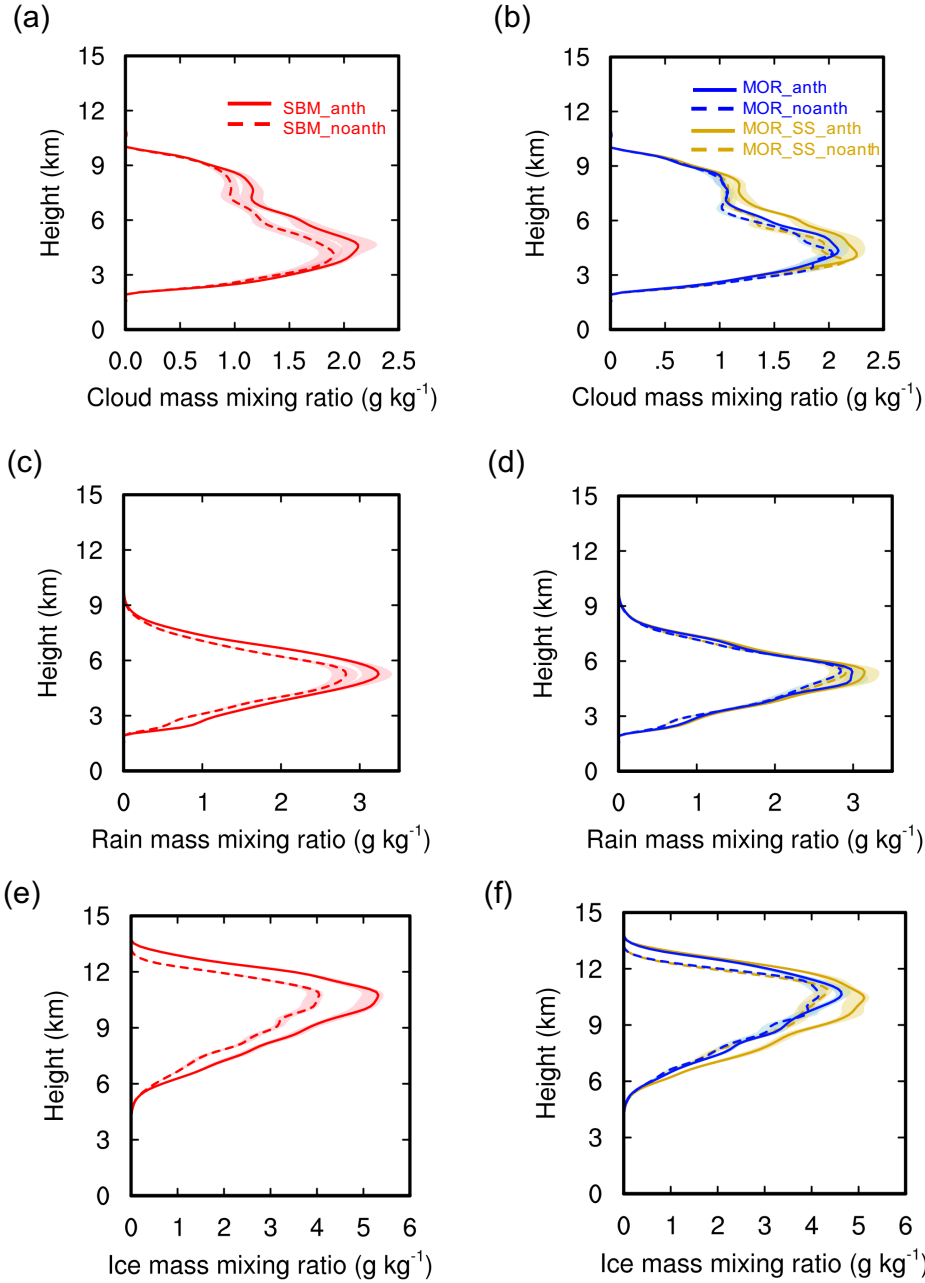 (a)
15
12
9
6
3
0
Height (km)
SBM_anth
SBM_noanth
0.0 0.5 1.0 1.5 2.0 2.5
Cloud mass mixing ratio (g kg-1)
(b)
15
12
9
6
3
0
Height (km)
MOR_anth
MOR_noanth
MOR_SS_anth
MOR_SS_noanth
0 .5 1 1.5 2 2.5
Cloud mass mixing ratio (g kg-1)
(c)
15
12
9
6
3
0
Height (km)
0 1 2 3
Rain mass mixing ratio (g kg-1)
(d)
15
12
9
6
3
0
Height (km)
0 1 2 3
Rain mass mixing ratio (g kg-1)
(e)
15
12
9
6
3
0
Height (km)
0 1 2 3 4 5 6
Ice mass mixing ratio (g kg-1)
(f)
15
12
9
6
3
0
Height (km)
0 1 2 3 4 5 6
Ice mass mixing ratio (g kg-1)